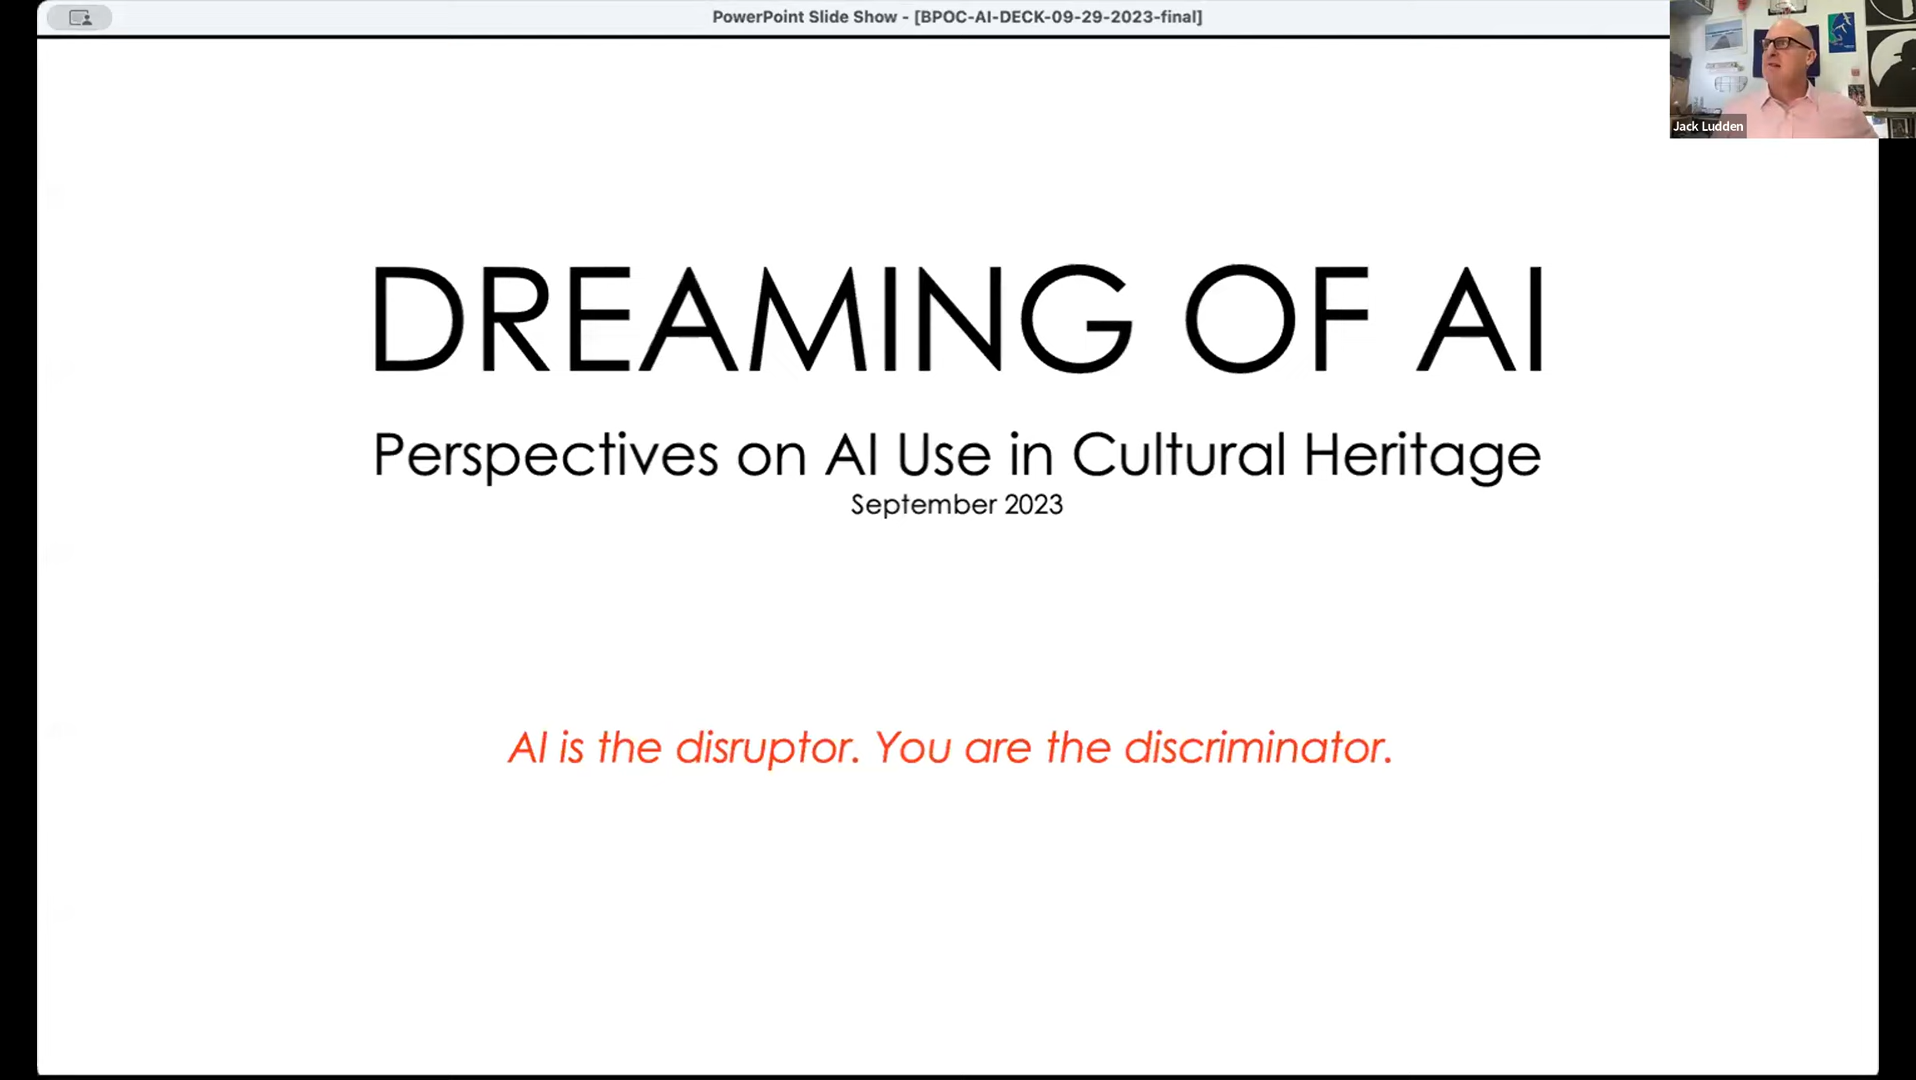 PowerPoint Slide Show - [BPOC-AI-DECK-09-29-2023-final]
Jack Ludden
DREAMING OF AI
Perspectives on AI Use in Cultural Heritage
September 2023
AI is the disruptor. You are the discriminator.